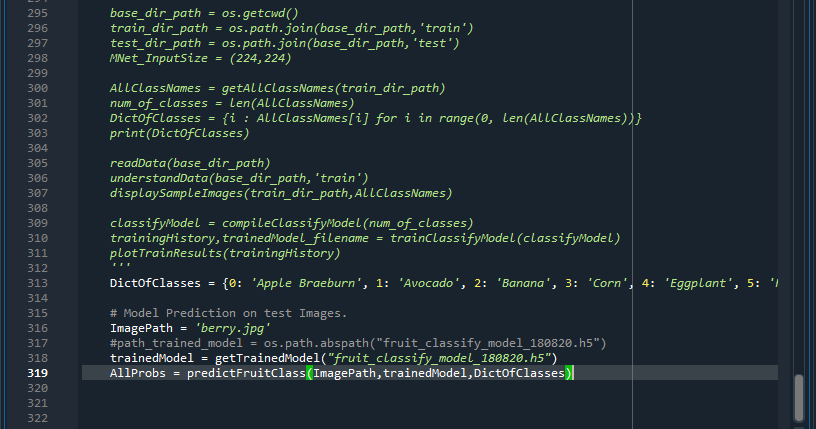 295 base_dir_path = os.getcwd()
296 train_dir_path = os.path.join(base_dir_path,'train')
297 test_dir_path = os.path.join(base_dir_path,'test')
298 MNet_InputSize = (224,224)
299
300 AllClassNames = getAllClassNames(train_dir_path)
301 num_of_classes = len(AllClassNames)
302 DictOfClasses = {i : AllClassNames[i] for i in range(0, len(AllClassNames))}
303 print(DictOfClasses)
304
305 readData(base_dir_path)
306 understandData(base_dir_path,'train')
307 displaySampleImages(train_dir_path,AllClassNames)
308
309 classifyModel = compileClassifyModel(num_of_classes)
310 trainingHistory,trainedModel_filename = trainClassifyModel(classifyModel)
311 plotTrainResults(trainingHistory)
312 '''
313 DictOfClasses = {0: 'Apple Braeburn', 1: 'Avocado', 2: 'Banana', 3: 'Corn', 4: 'Eggplant', 5: '
314
315 # Model Prediction on test Images.
316 ImagePath = 'berry.jpg'
317 #path_trained_model = os.path.abspath("fruit_classify_model_180820.h5")
318 trainedModel = getTrainedModel("fruit_classify_model_180820.h5")
319 AllProbs = predictFruitClass(ImagePath,trainedModel,DictOfClasses)
320
321
322